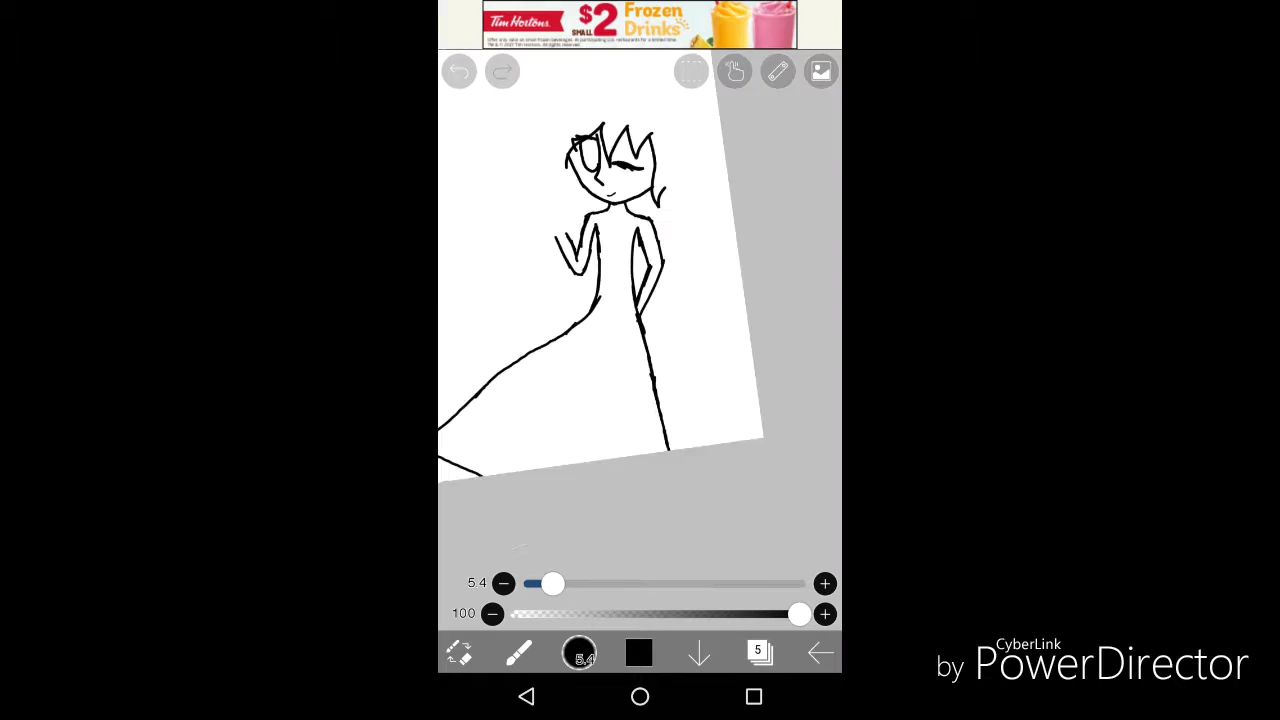 Tim Hortons.
$2
SMALL
Frozen
Drinks
5.4
100
5.4
5
CyberLink
by PowerDirector